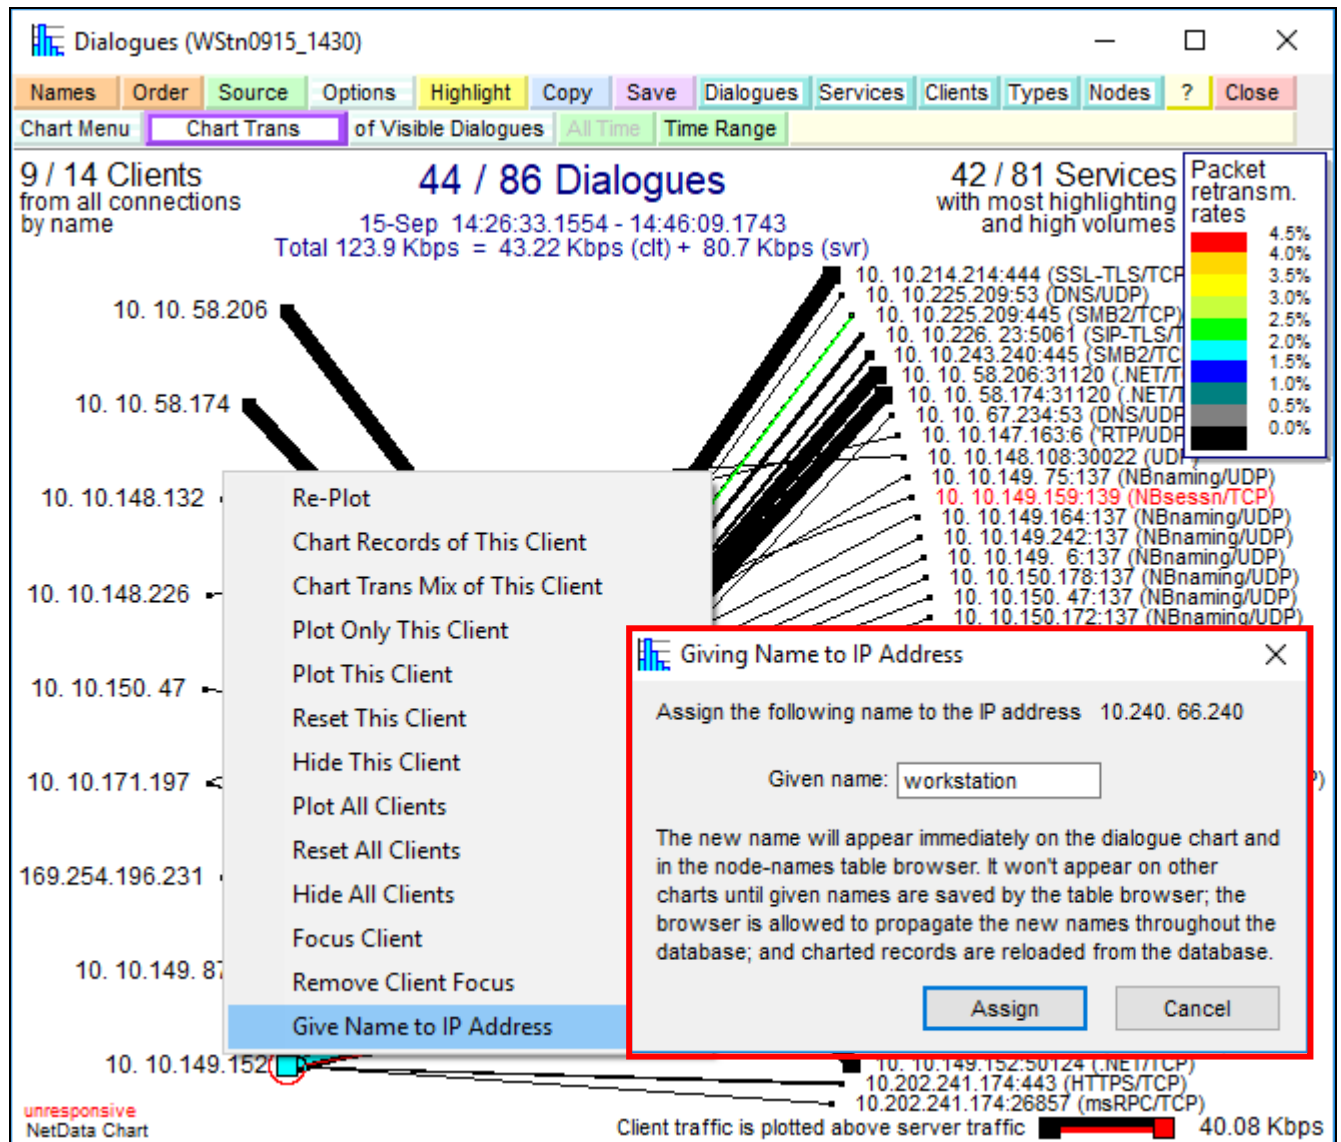 Dialogues (WStn0915_1430)
Names Order Source Options Highlight Copy Save Dialogues Services Clients Types Nodes ? Close
Chart Menu Chart Trans of Visible Dialogues All Time Time Range
9 / 14 Clients
from all connections
by name
44 / 86 Dialogues
15-Sep 14:26:33.1554 - 14:46:09.1743
Total 123.9 Kbps = 43.22 Kbps (clt) + 80.7 Kbps (svr)
42 / 81 Services
with most highlighting
and high volumes
Packet
retransm.
rates
4.5%
4.0%
3.5%
3.0%
2.5%
2.0%
1.5%
1.0%
0.5%
0.0%
10. 10. 58.206
10. 10. 58.174
10. 10.148.132
10. 10.148.226
10. 10.150. 47
10. 10.171.197
169.254.196.231
10. 10.149. 87
10. 10.149.152
10. 10.214.214:444 (SSL-TLS/TCP
10. 10.225.209:53 (DNS/UDP)
10. 10.225.209:445 (SMB2/TCP)
10. 10.226. 23:5061 (SIP-TLS/T
10. 10.243.240:445 (SMB2/TC
10. 10. 58.206:31120 (.NET/T
10. 10. 58.174:31120 (.NET/T
10. 10. 67.234:53 (DNS/UDP
10. 10.147.163:6 (*RTP/UDP
10. 10.148.108:30022 (UDP)
10. 10.149. 75:137 (NBnaming/UDP)
10. 10.149.159:139 (NBsessn/TCP)
10. 10.149.164:137 (NBnaming/UDP)
10. 10.149.242:137 (NBnaming/UDP)
10. 10.149. 6:137 (NBnaming/UDP)
10. 10.150.178:137 (NBnaming/UDP)
10. 10.150. 47:137 (NBnaming/UDP)
10. 10.150.172:137 (NBnaming/UDP)
Re-Plot
Chart Records of This Client
Chart Trans Mix of This Client
Plot Only This Client
Plot This Client
Reset This Client
Hide This Client
Plot All Clients
Reset All Clients
Hide All Clients
Focus Client
Remove Client Focus
Give Name to IP Address
Giving Name to IP Address
Assign the following name to the IP address 10.240. 66.240
Given name: workstation
The new name will appear immediately on the dialogue chart and
in the node-names table browser. It won't appear on other
charts until given names are saved by the table browser; the
browser is allowed to propagate the new names throughout the
database; and charted records are reloaded from the database.
Assign Cancel
10. 10.149.152:50124 (.NET/TCP)
10.202.241.174:443 (HTTPS/TCP)
10.202.241.174:26857 (msRPC/TCP)
unresponsive
NetData Chart
Client traffic is plotted above server traffic 40.08 Kbps